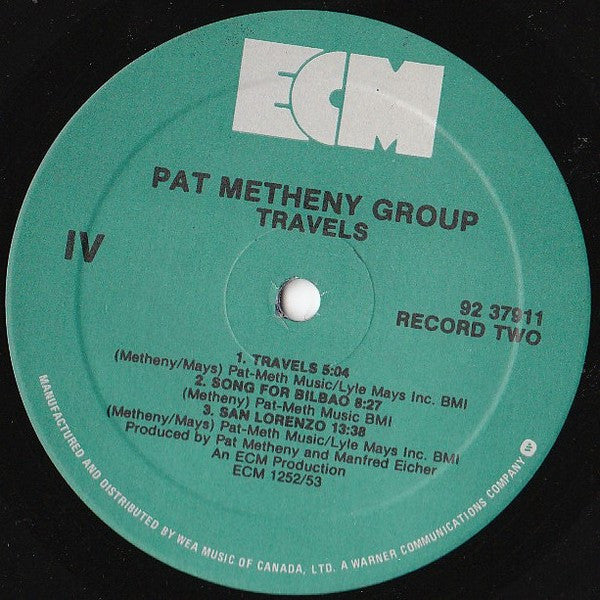 ECM
PAT METHENY GROUP
TRAVELS
IV
92 37911
RECORD TWO
1. TRAVELS 5:04
(Metheny/Mays) Pat-Meth Music/Lyle Mays Inc. BMI
2. SONG FOR BILBAO 8:27
(Metheny) Pat-Meth Music BMI
3. SAN LORENZO 13:38
(Metheny/Mays) Pat-Meth Music/Lyle Mays Inc. BMI
Produced by Pat Metheny and Manfred Eicher
An ECM Production
ECM 1252/53
MANUFACTURED AND DISTRIBUTED BY WEA MUSIC OF CANADA, LTD. A WARNER COMMUNICATIONS COMPANY